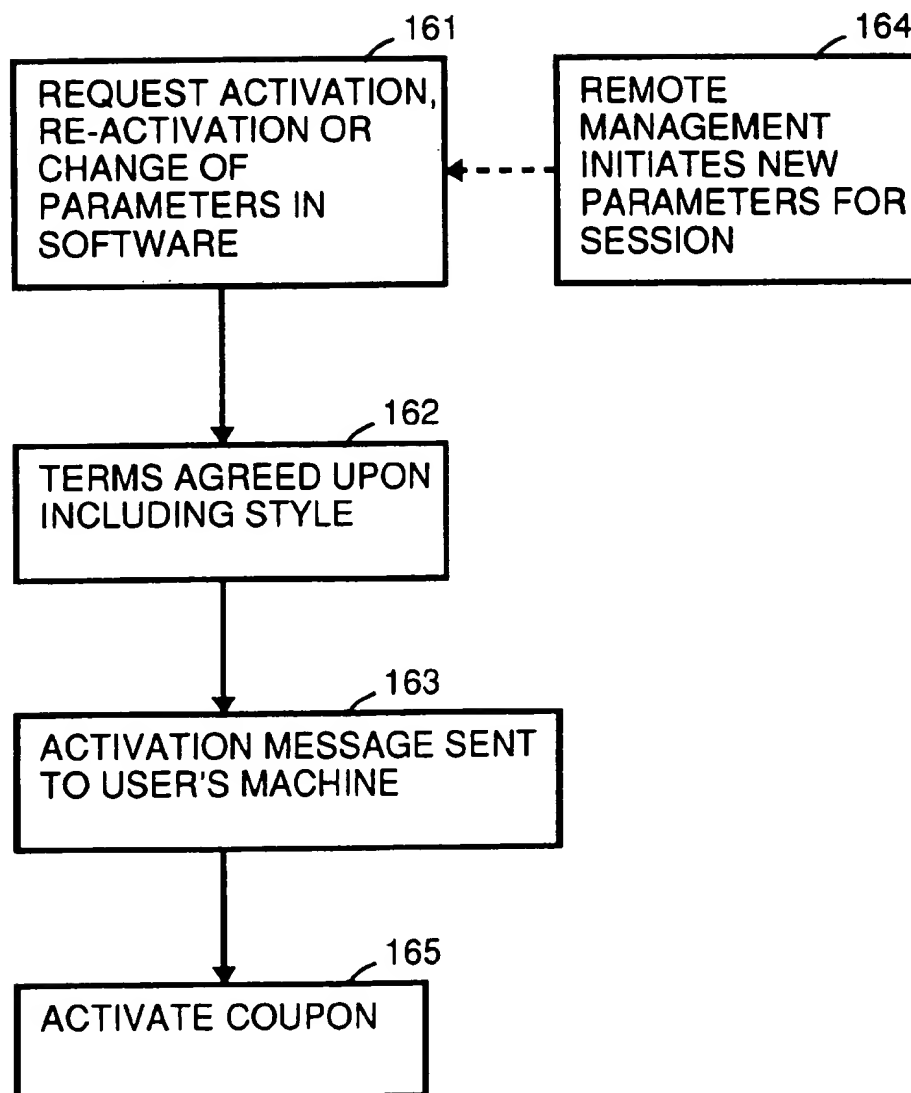 161
REQUEST ACTIVATION,
RE-ACTIVATION OR
CHANGE OF
PARAMETERS IN
SOFTWARE
164
REMOTE
MANAGEMENT
INITIATES NEW
PARAMETERS FOR
SESSION
162
TERMS AGREED UPON
INCLUDING STYLE
163
ACTIVATION MESSAGE SENT
TO USER'S MACHINE
165
ACTIVATE COUPON